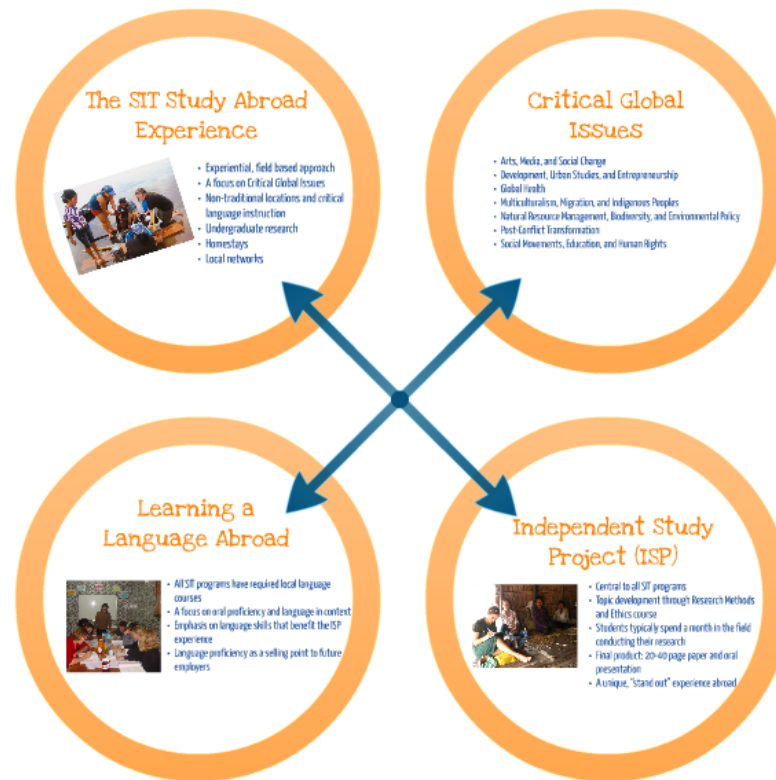 The SIT Study Abroad
Experience
• Experiential, field based approach
• A focus on Critical Global Issues
• Non-traditional locations and critical
language instruction
• Undergraduate research
• Homestays
• Local networks
Critical Global
Issues
• Arts, Media, and Social Change
• Development, Urban Studies, and Entrepreneurship
• Global Health
• Multiculturalism, Migration, and Indigenous Peoples
• Natural Resource Management, Biodiversity, and Environmental Policy
• Post-Conflict Transformation
• Social Movements, Education, and Human Rights
Learning a
Language Abroad
• All SIT programs have required local language
courses
• A focus on oral proficiency and language in context
• Emphasis on language skills that benefit the ISP
experience
• Language proficiency as a selling point to future
employers
Independent Study
Project (ISP)
• Central to all SIT programs
• Topic development through Research Methods
and Ethics course
• Students typically spend a month in the field
conducting their research
• Final product: 20-40 page paper and oral
presentation
• A unique, "stand out" experience abroad